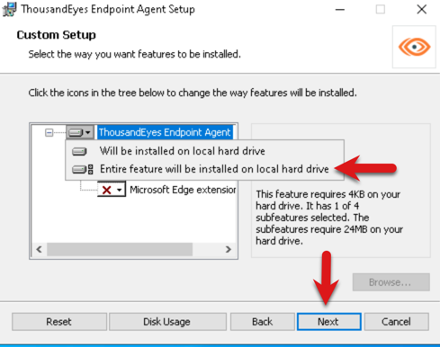 ThousandEyes Endpoint Agent Setup
Custom Setup
Select the way you want features to be installed.
Click the icons in the tree below to change the way features will be installed.
ThousandEyes Endpoint Agent
Will be installed on local hard drive
Entire feature will be installed on local hard drive
Microsoft Edge extension
This feature requires 4KB on your
hard drive. It has 1 of 4
subfeatures selected. The
subfeatures require 24MB on your
hard drive.
Browse...
Reset
Disk Usage
Back
Next
Cancel